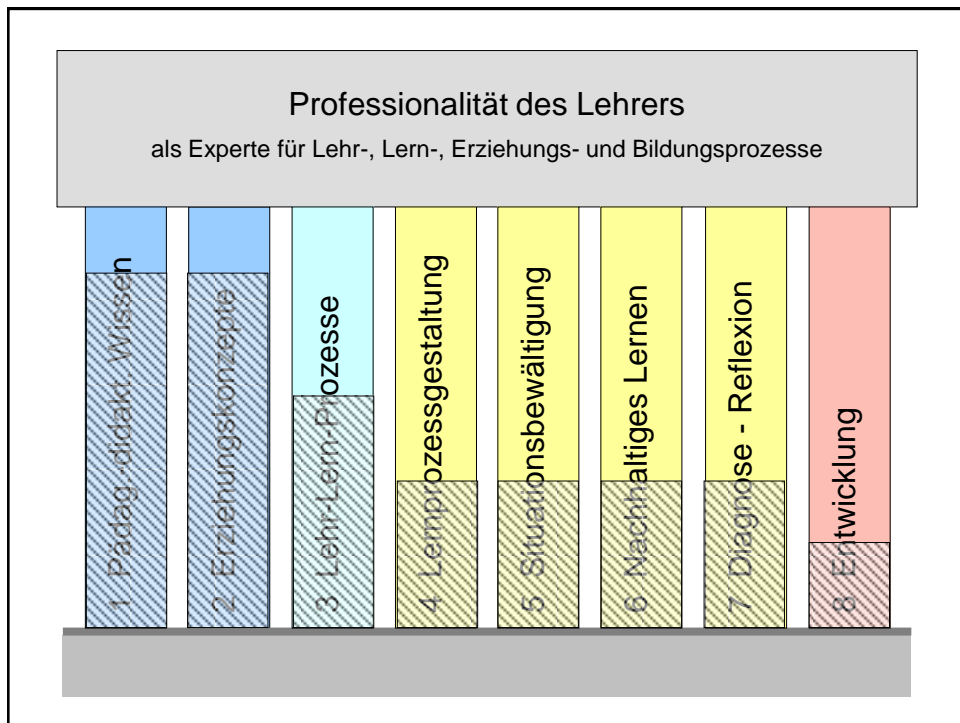 Professionalität des Lehrers
als Experte für Lehr-, Lern-, Erziehungs- und Bildungsprozesse
1 Pädag.-didakt. Wissen
2 Erziehungskonzepte
3 Lehr-Lern-Prozesse
4 Lernprozessgestaltung
5 Situationsbewältigung
6 Nachhaltiges Lernen
7 Diagnose - Reflexion
8 Entwicklung